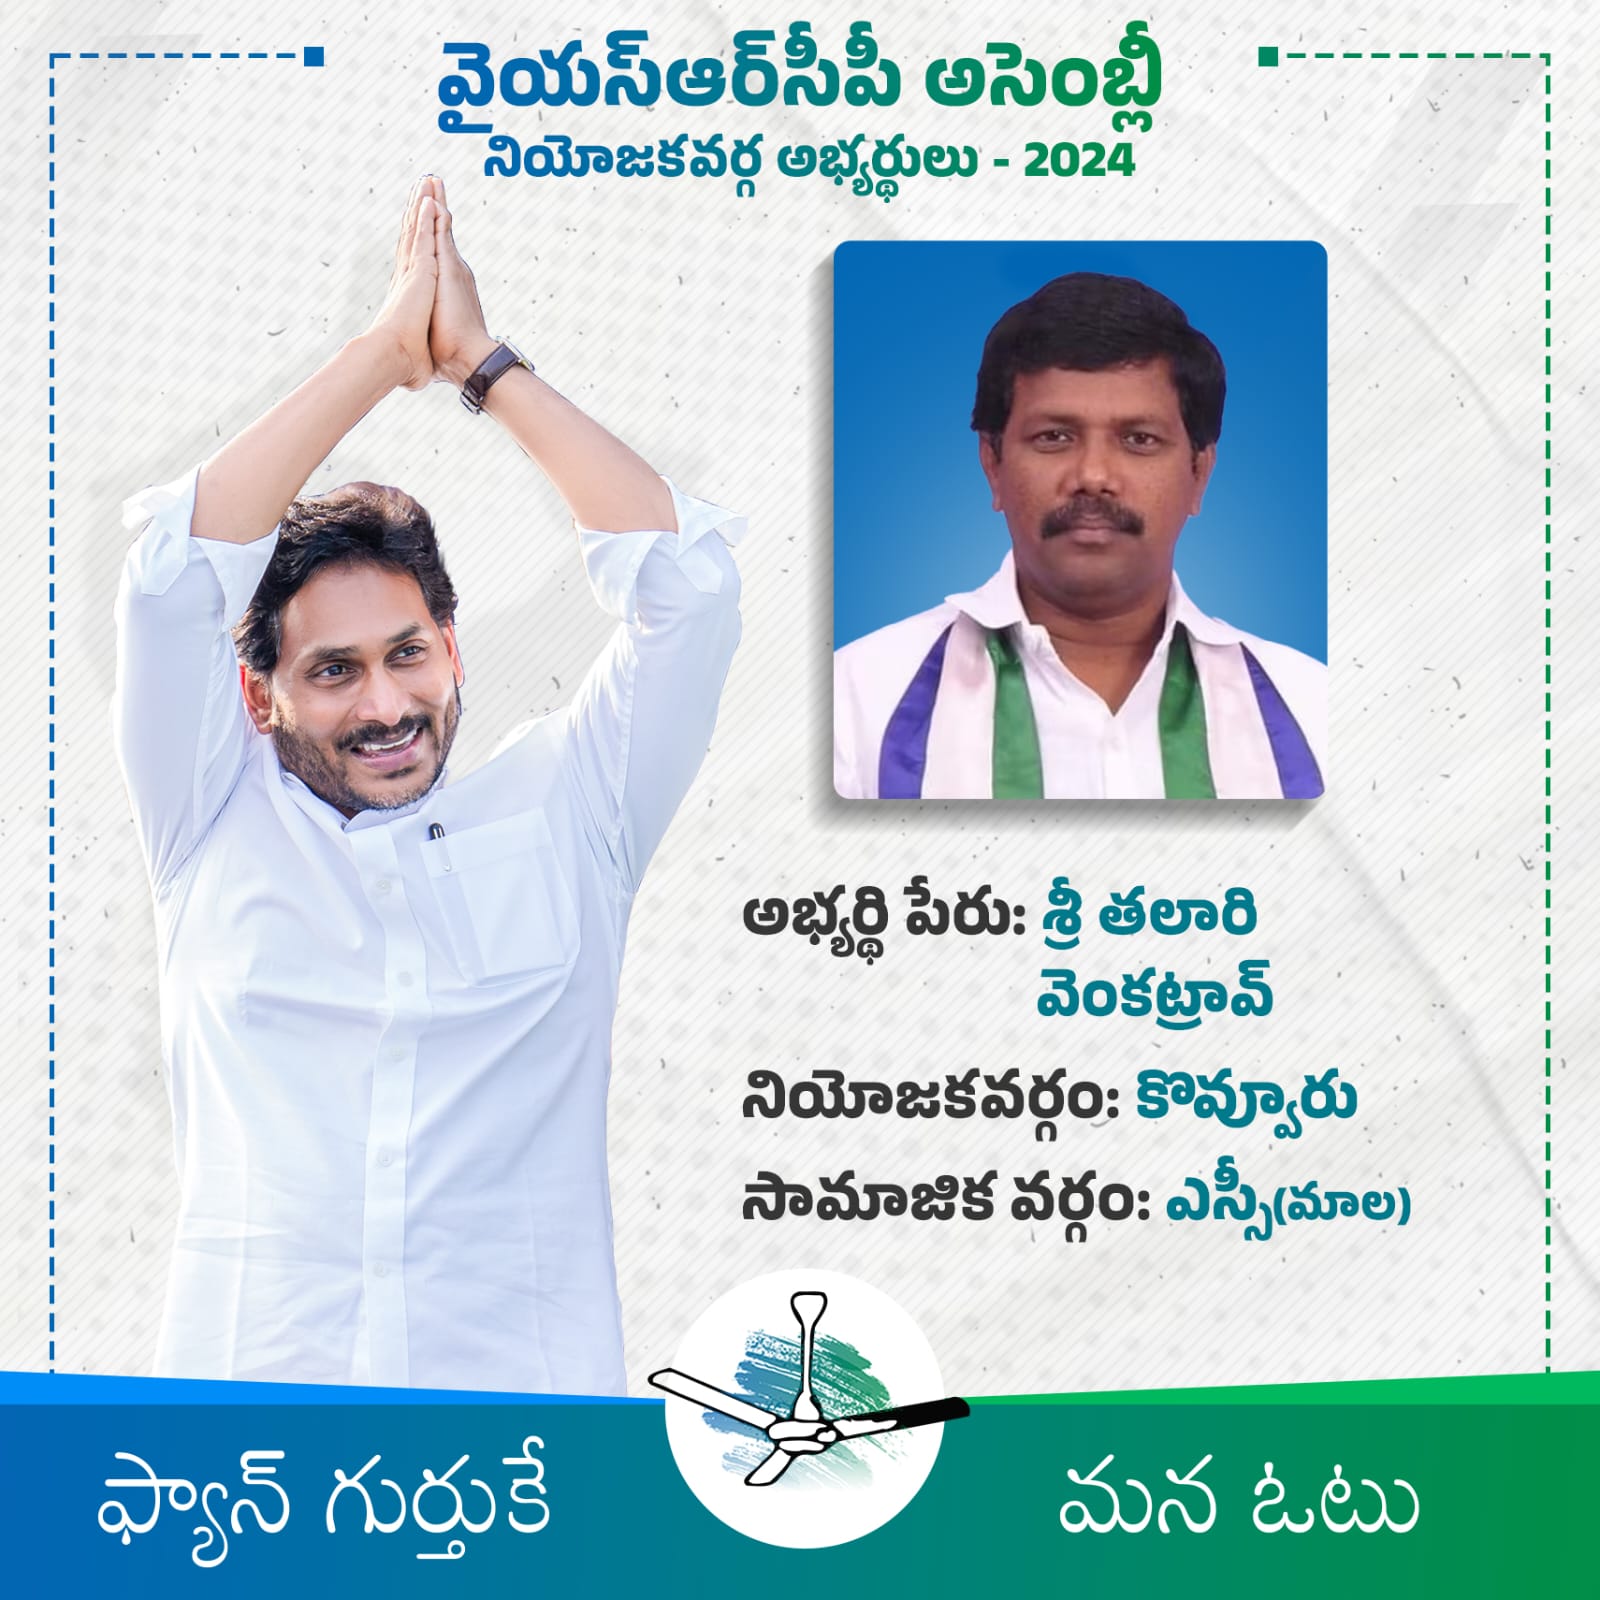 వైయస్ఆర్‌సీపీ అసెంబ్లీ
నియోజకవర్గ అభ్యర్థులు - 2024
అభ్యర్థి పేరు: శ్రీ తలారి
వెంకట్రావ్
నియోజకవర్గం: కొవ్వూరు
సామాజిక వర్గం: ఎస్సీ(మాల)
ఫ్యాన్ గుర్తుకే మన ఓటు